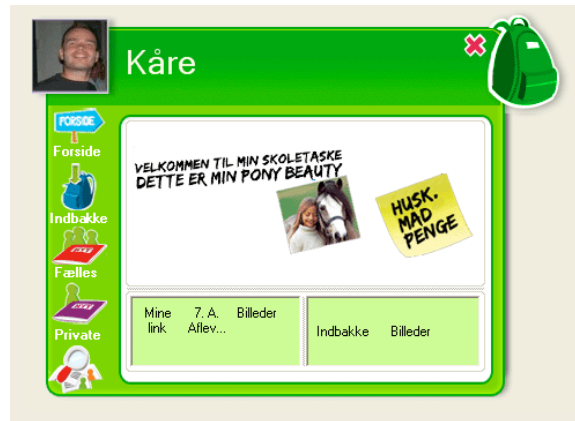 Kåre
FORSIDE
Forside
Indbakke
Fælles
Private
VELKOMMEN TIL MIN SKOLETASKE
DETTE ER MIN PONY BEAUTY
HUSK.
MAD
PENGE
Mine 7. A. Billeder
link Aflev...
Indbakke Billeder